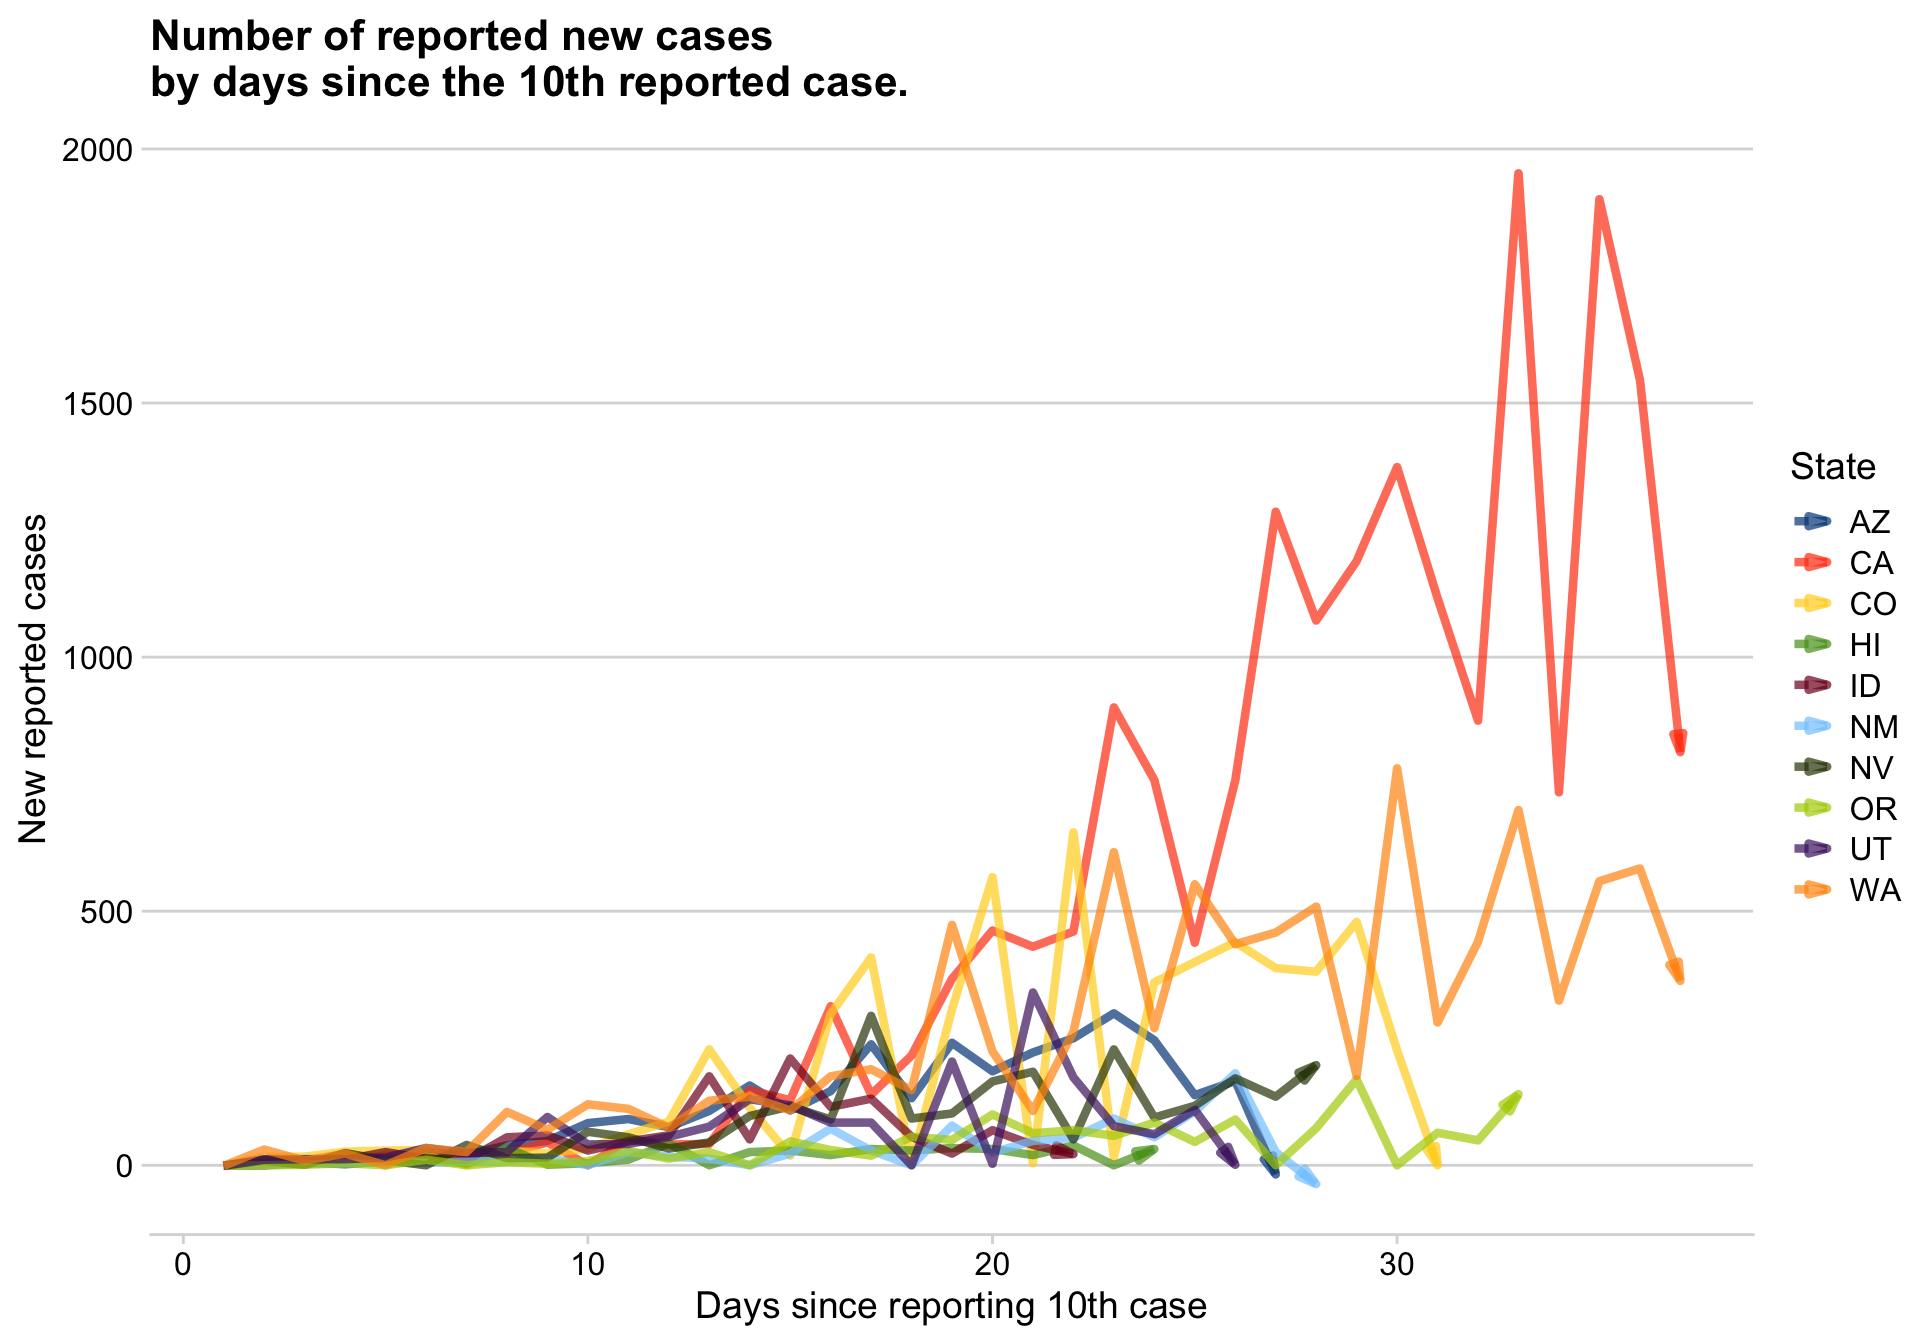 Number of reported new cases
by days since the 10th reported case.
2000
1500
1000
500
0
New reported cases
0
10
20
30
Days since reporting 10th case
State
AZ
CA
CO
HI
ID
NM
NV
OR
UT
WA